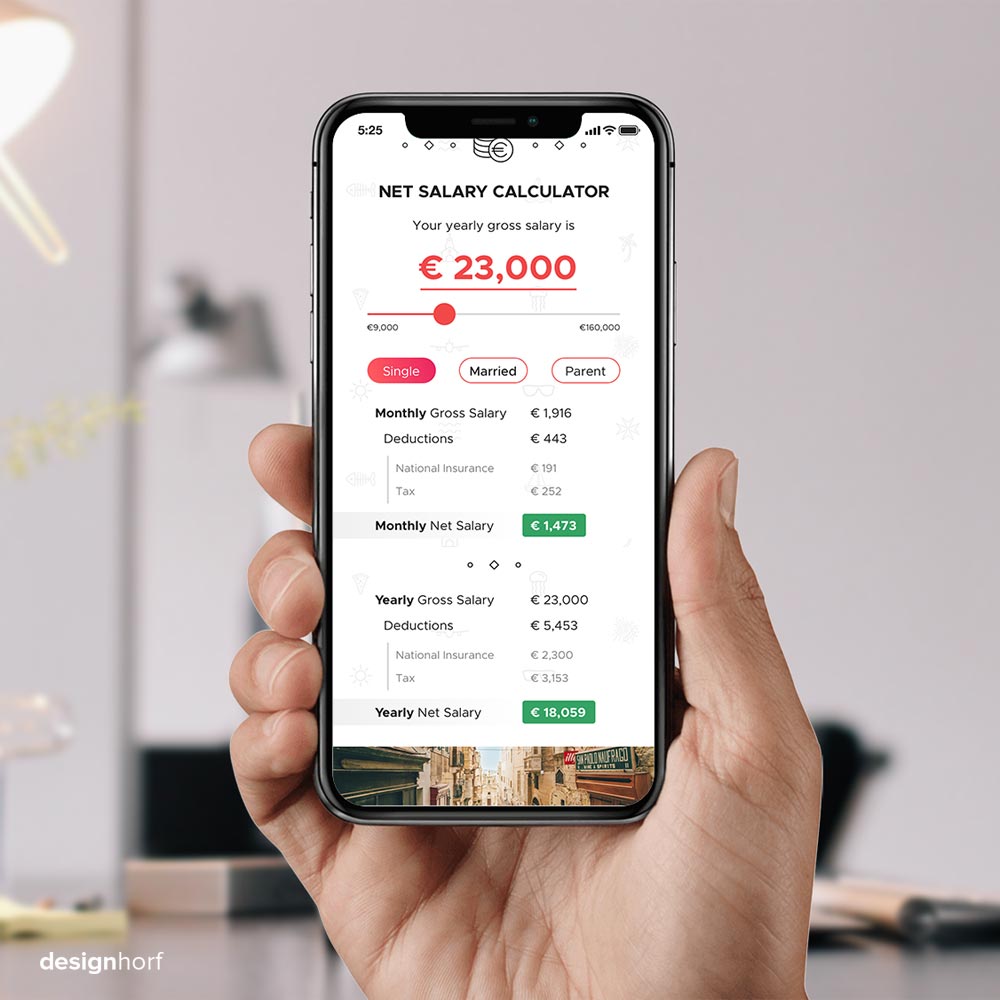 5:25
NET SALARY CALCULATOR
Your yearly gross salary is
€ 23,000
€9,000 €160,000
Single Married Parent
Monthly Gross Salary € 1,916
Deductions € 443
National Insurance € 191
Tax € 252
Monthly Net Salary € 1,473
Yearly Gross Salary € 23,000
Deductions € 5,453
National Insurance € 2,300
Tax € 3,153
Yearly Net Salary € 18,059
illy SAN PAOLO NAUFRAGO
WINE & SPIRITS
designhorf